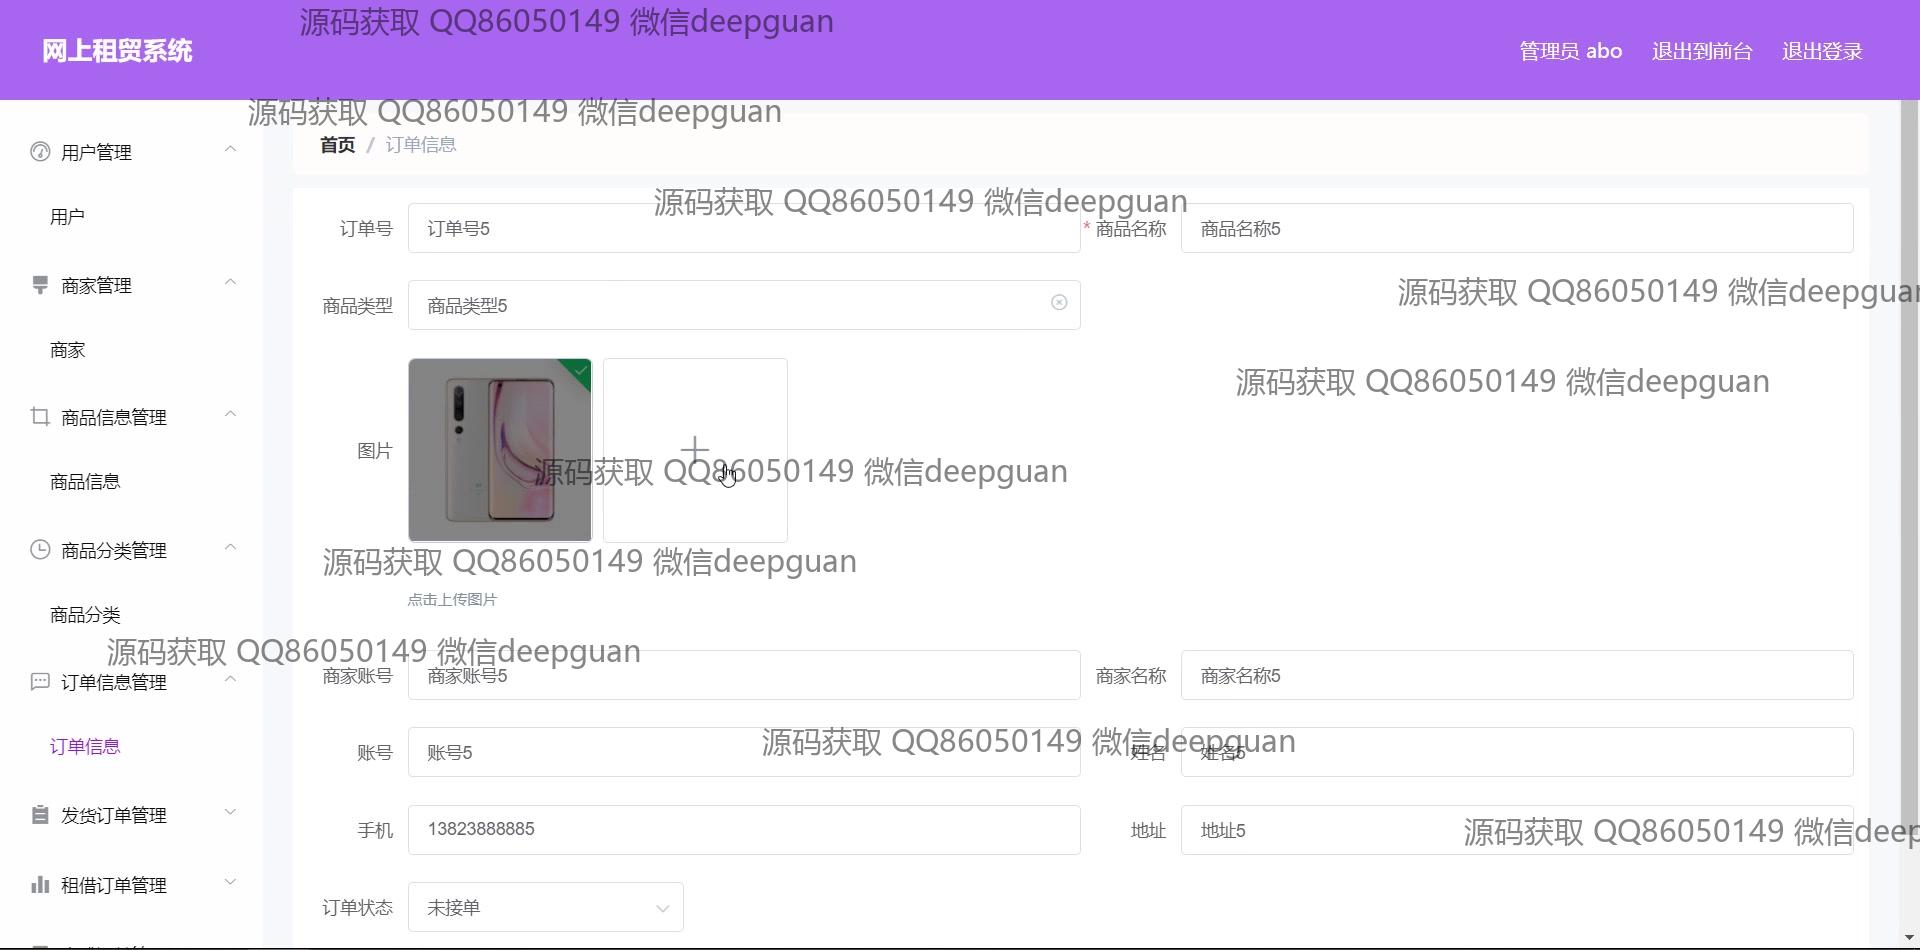 源码获取 QQ86050149 微信deepguan
网上租贸系统
管理员 abo
退出到前台
退出登录
源码获取 QQ86050149 微信deepguan
首页 / 订单信息
用户管理
用户
商家管理
商家
商品信息管理
商品信息
商品分类管理
商品分类
订单信息管理
订单信息
发货订单管理
租借订单管理
源码获取 QQ86050149 微信deepguan
订单号 订单号5
* 商品名称 商品名称5
源码获取 QQ86050149 微信deepguan
商品类型 商品类型5
源码获取 QQ86050149 微信deepguan
图片
源码获取 QQ86050149 微信deepguan
源码获取 QQ86050149 微信deepguan
点击上传图片
源码获取 QQ86050149 微信deepguan
商家账号 商家账号5
商家名称 商家名称5
源码获取 QQ86050149 微信deepguan
账号 账号5
姓名 姓名5
手机 13823888885
地址 地址5
源码获取 QQ86050149 微信deep
订单状态 未接单